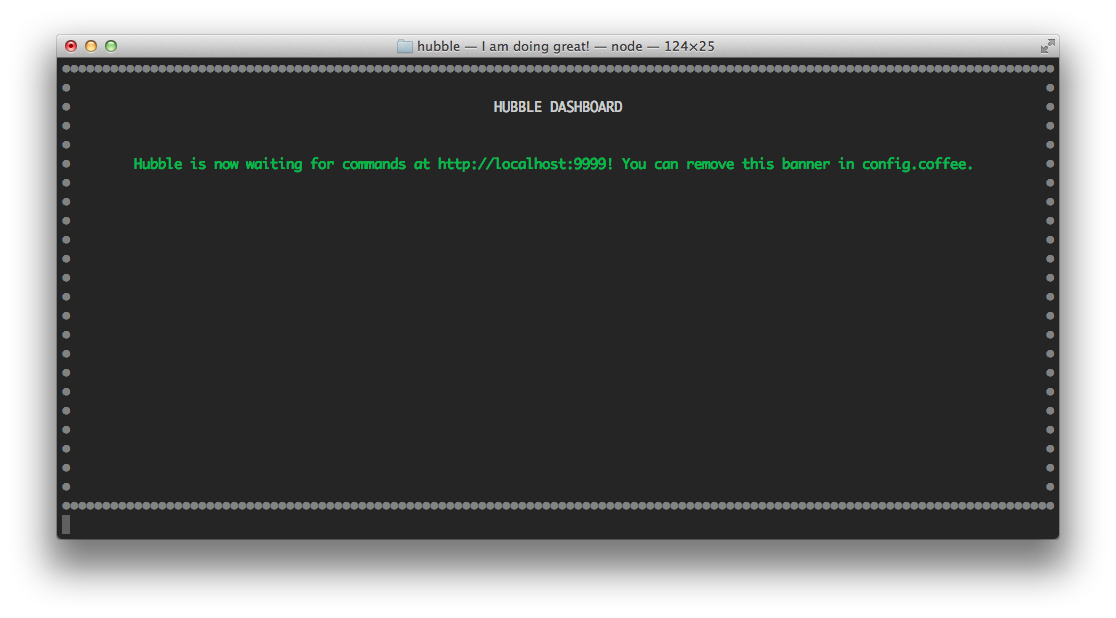 hubble — I am doing great! — node — 124×25
HUBBLE DASHBOARD
Hubble is now waiting for commands at http://localhost:9999! You can remove this banner in config.coffee.